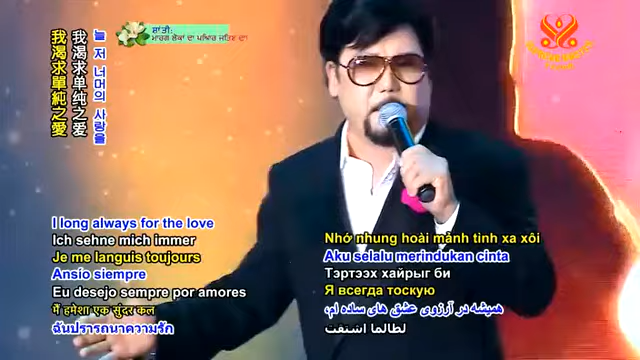 ਸ਼ਾਤੀ:
늘 저 너머의 사랑을
我渴求单纯之爱
我渴求單純之愛
I long always for the love
Ich sehne mich immer
Je me languis toujours
Ansio siempre
Eu desejo sempre por amores
मैं हमेशा एक सुंदर कल
ฉันปรารถนาความรัก
Nhớ nhung hoài mảnh tình xa xôi
Aku selalu merindukan cinta
Тэртээх хайрыг би
Я всегда тоскую
همیشه در آرزوی عشق های ساده ام،
لطالما اشتقت